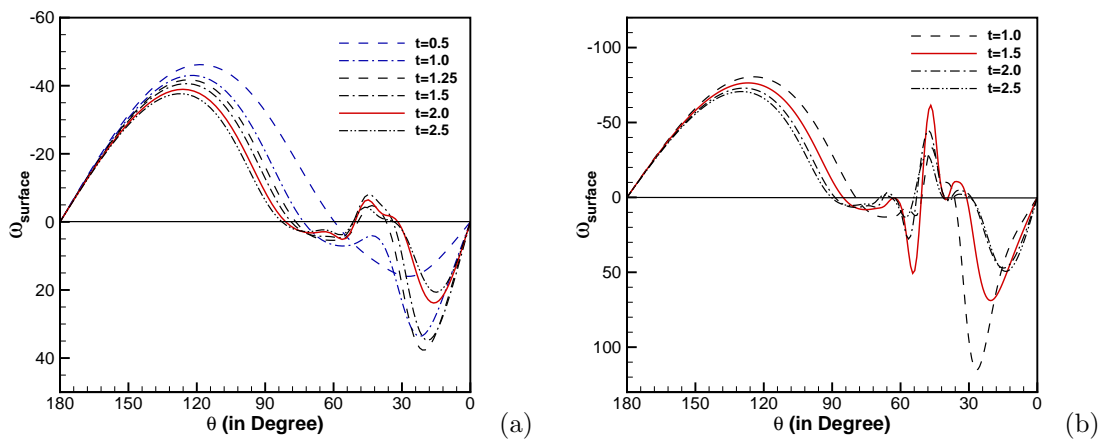 -60
-40
-20
0
20
40
ω surface
180 150 120 90 60 30 0
θ (in Degree)
t=0.5
t=1.0
t=1.25
t=1.5
t=2.0
t=2.5
(a)
-100
-50
0
50
100
ω surface
180 150 120 90 60 30 0
θ (in Degree)
t=1.0
t=1.5
t=2.0
t=2.5
(b)